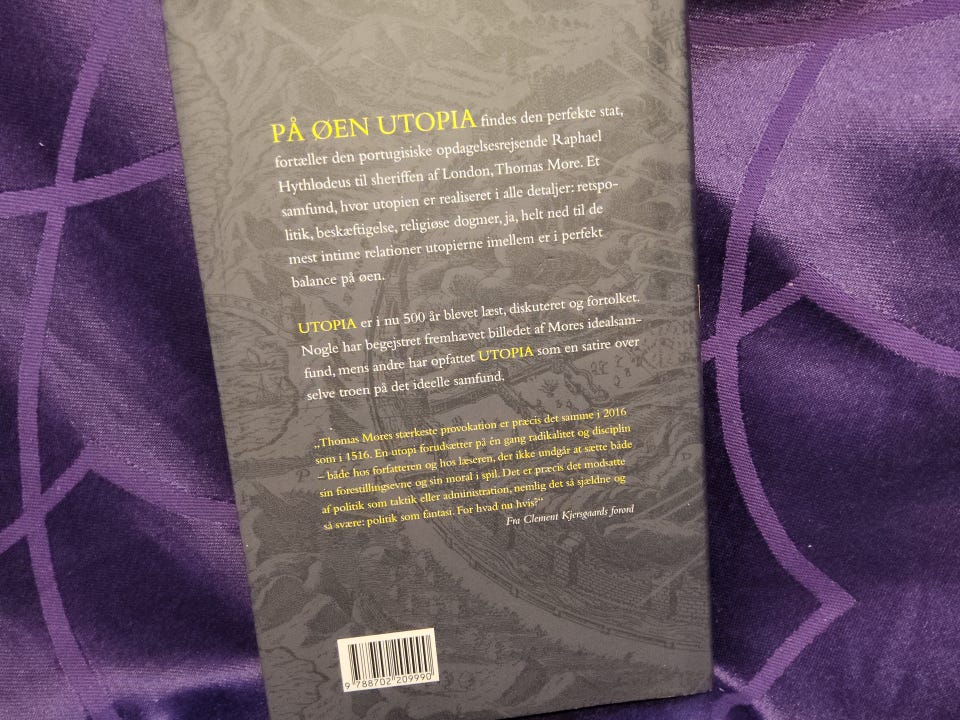 PÅ ØEN UTOPIA findes den perfekte stat,
fortæller den portugisiske opdagelsesrejsende Raphael
Hythlodeus til sheriffen af London, Thomas More. Et
samfund, hvor utopien er realiseret i alle detaljer: retspo-
litik, beskæftigelse, religiøse dogmer, ja, helt ned til de
mest intime relationer utopierne imellem er i perfekt
balance på øen.
UTOPIA er i nu 500 år blevet læst, diskuteret og fortolket.
Nogle har begejstret fremhævet billedet af Mores idealsam-
fund, mens andre har opfattet UTOPIA som en satire over
selve troen på det ideelle samfund.
„Thomas Mores stærkeste provokation er præcis det samme i 2016
som i 1516. En utopi forudsætter på én gang radikalitet og disciplin
– både hos forfatteren og hos læseren, der ikke undgår at sætte både
sin forestillingsevne og sin moral i spil. Det er præcis det modsatte
af politik som taktik eller administration, nemlig det så sjældne og
så svære: politik som fantasi. For hvad nu hvis?“
Fra Clement Kjersgaards forord
9 788702 209990